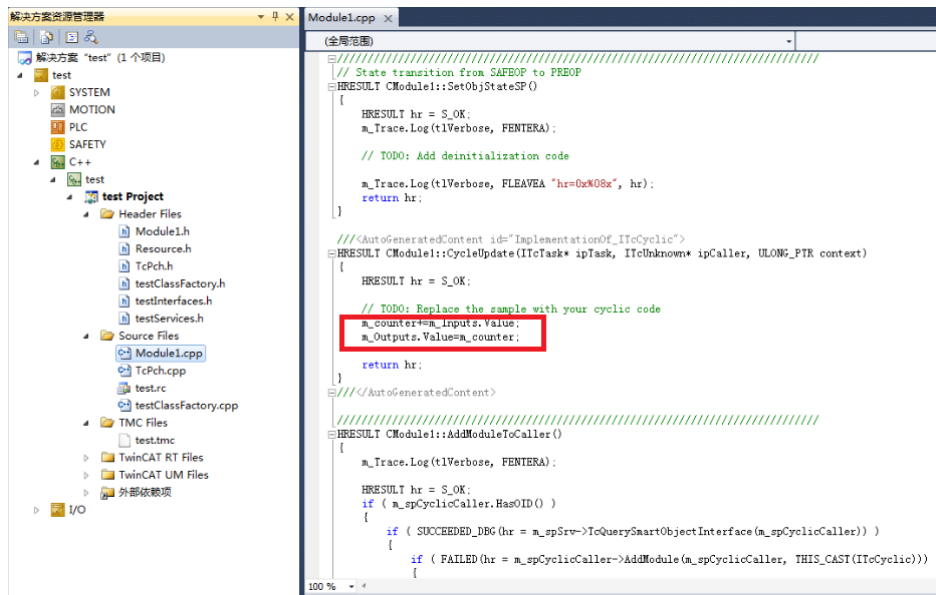 解决方案资源管理器
解决方案 "test" (1 个项目)
test
SYSTEM
MOTION
PLC
SAFETY
C++
test
test Project
Header Files
Module1.h
Resource.h
TcPch.h
testClassFactory.h
testInterfaces.h
testServices.h
Source Files
Module1.cpp
TcPch.cpp
test.rc
testClassFactory.cpp
TMC Files
test.tmc
TwinCAT RT Files
TwinCAT UM Files
外部依赖项
I/O
Module1.cpp
(全局范围)
///////////////////////////////////////////////////////////////////////////////
// State transition from SAFEOP to PREOP
HRESULT CModule1::SetObjStateSP()
{
HRESULT hr = S_OK;
m_Trace.Log(tlVerbose, FENTERA);
// TODO: Add deinitialization code
m_Trace.Log(tlVerbose, FLEAVEA "hr=0x%08x", hr);
return hr;
}
///<AutoGeneratedContent id="ImplementationOf_ITcCyclic">
HRESULT CModule1::CycleUpdate(ITcTask* ipTask, ITcUnknown* ipCaller, ULONG_PTR context)
{
HRESULT hr = S_OK;
// TODO: Replace the sample with your cyclic code
m_counter+=m_Inputs.Value;
m_Outputs.Value=m_counter;
return hr;
}
///</AutoGeneratedContent>
///////////////////////////////////////////////////////////////////////////////
HRESULT CModule1::AddModuleToCaller()
{
m_Trace.Log(tlVerbose, FENTERA);
HRESULT hr = S_OK;
if ( m_spCyclicCaller.HasOID() )
{
if ( SUCCEEDED_DBG(hr = m_spSrv->TcQuerySmartObjectInterface(m_spCyclicCaller)) )
{
if ( FAILED(hr = m_spCyclicCaller->AddModule(m_spCyclicCaller, THIS_CAST(ITcCyclic)))
{
100 %